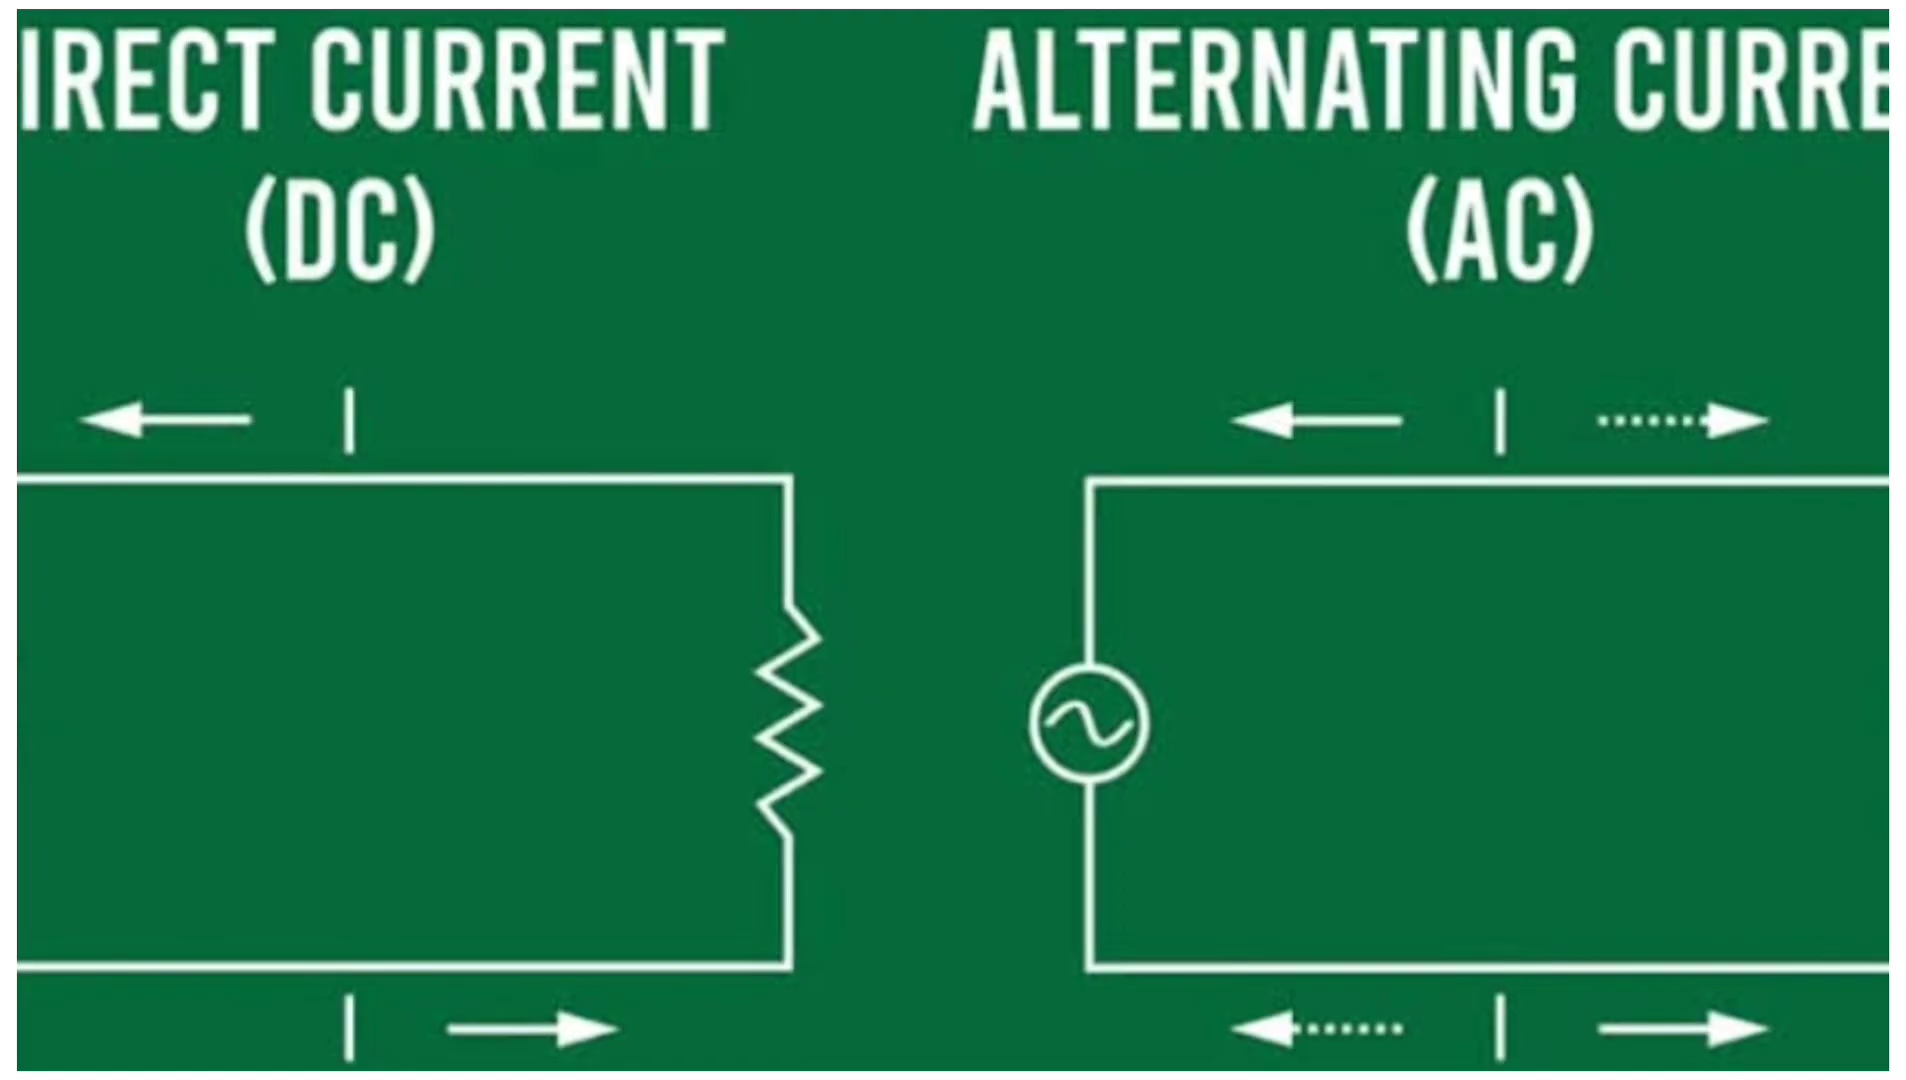 IRECT CURRENT
(DC)
ALTERNATING CURRE
(AC)
I
I
I
I